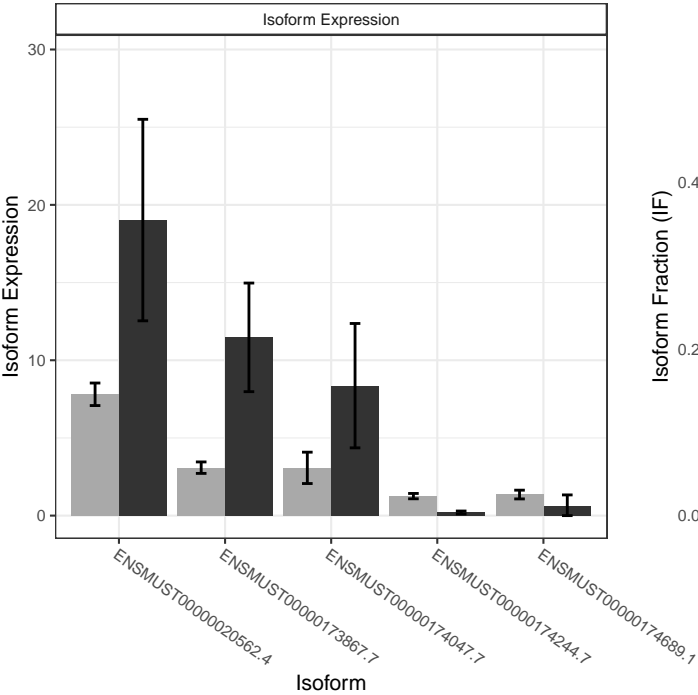 Isoform Expression
30
20
10
0
Isoform Expression
ENSMUST00000020562.4
ENSMUST00000173867.7
ENSMUST00000174047.7
ENSMUST00000174244.7
ENSMUST00000174689.1
Isoform
Isoform Fraction (IF)
0.4
0.2
0.0